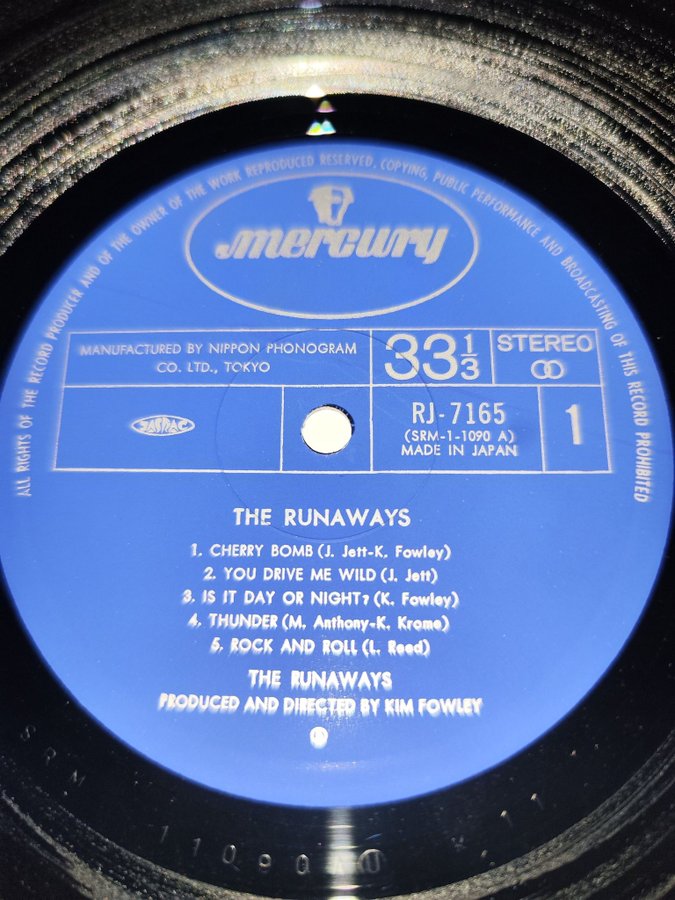 ALL RIGHTS OF THE RECORD PRODUCER AND OF THE OWNER OF THE WORK REPRODUCED RESERVED. COPYING, PUBLIC PERFORMANCE AND BROADCASTING OF THIS RECORD PROHIBITED
mercury
MANUFACTURED BY NIPPON PHONOGRAM
CO. LTD., TOKYO
33 1/3
STEREO
JASRAC
RJ-7165
(SRM-1-1090 A)
MADE IN JAPAN
1
THE RUNAWAYS
1. CHERRY BOMB (J. Jett-K. Fowley)
2. YOU DRIVE ME WILD (J. Jett)
3. IS IT DAY OR NIGHT? (K. Fowley)
4. THUNDER (M. Anthony-K. Krome)
5. ROCK AND ROLL (L. Reed)
THE RUNAWAYS
PRODUCED AND DIRECTED BY KIM FOWLEY
SRM